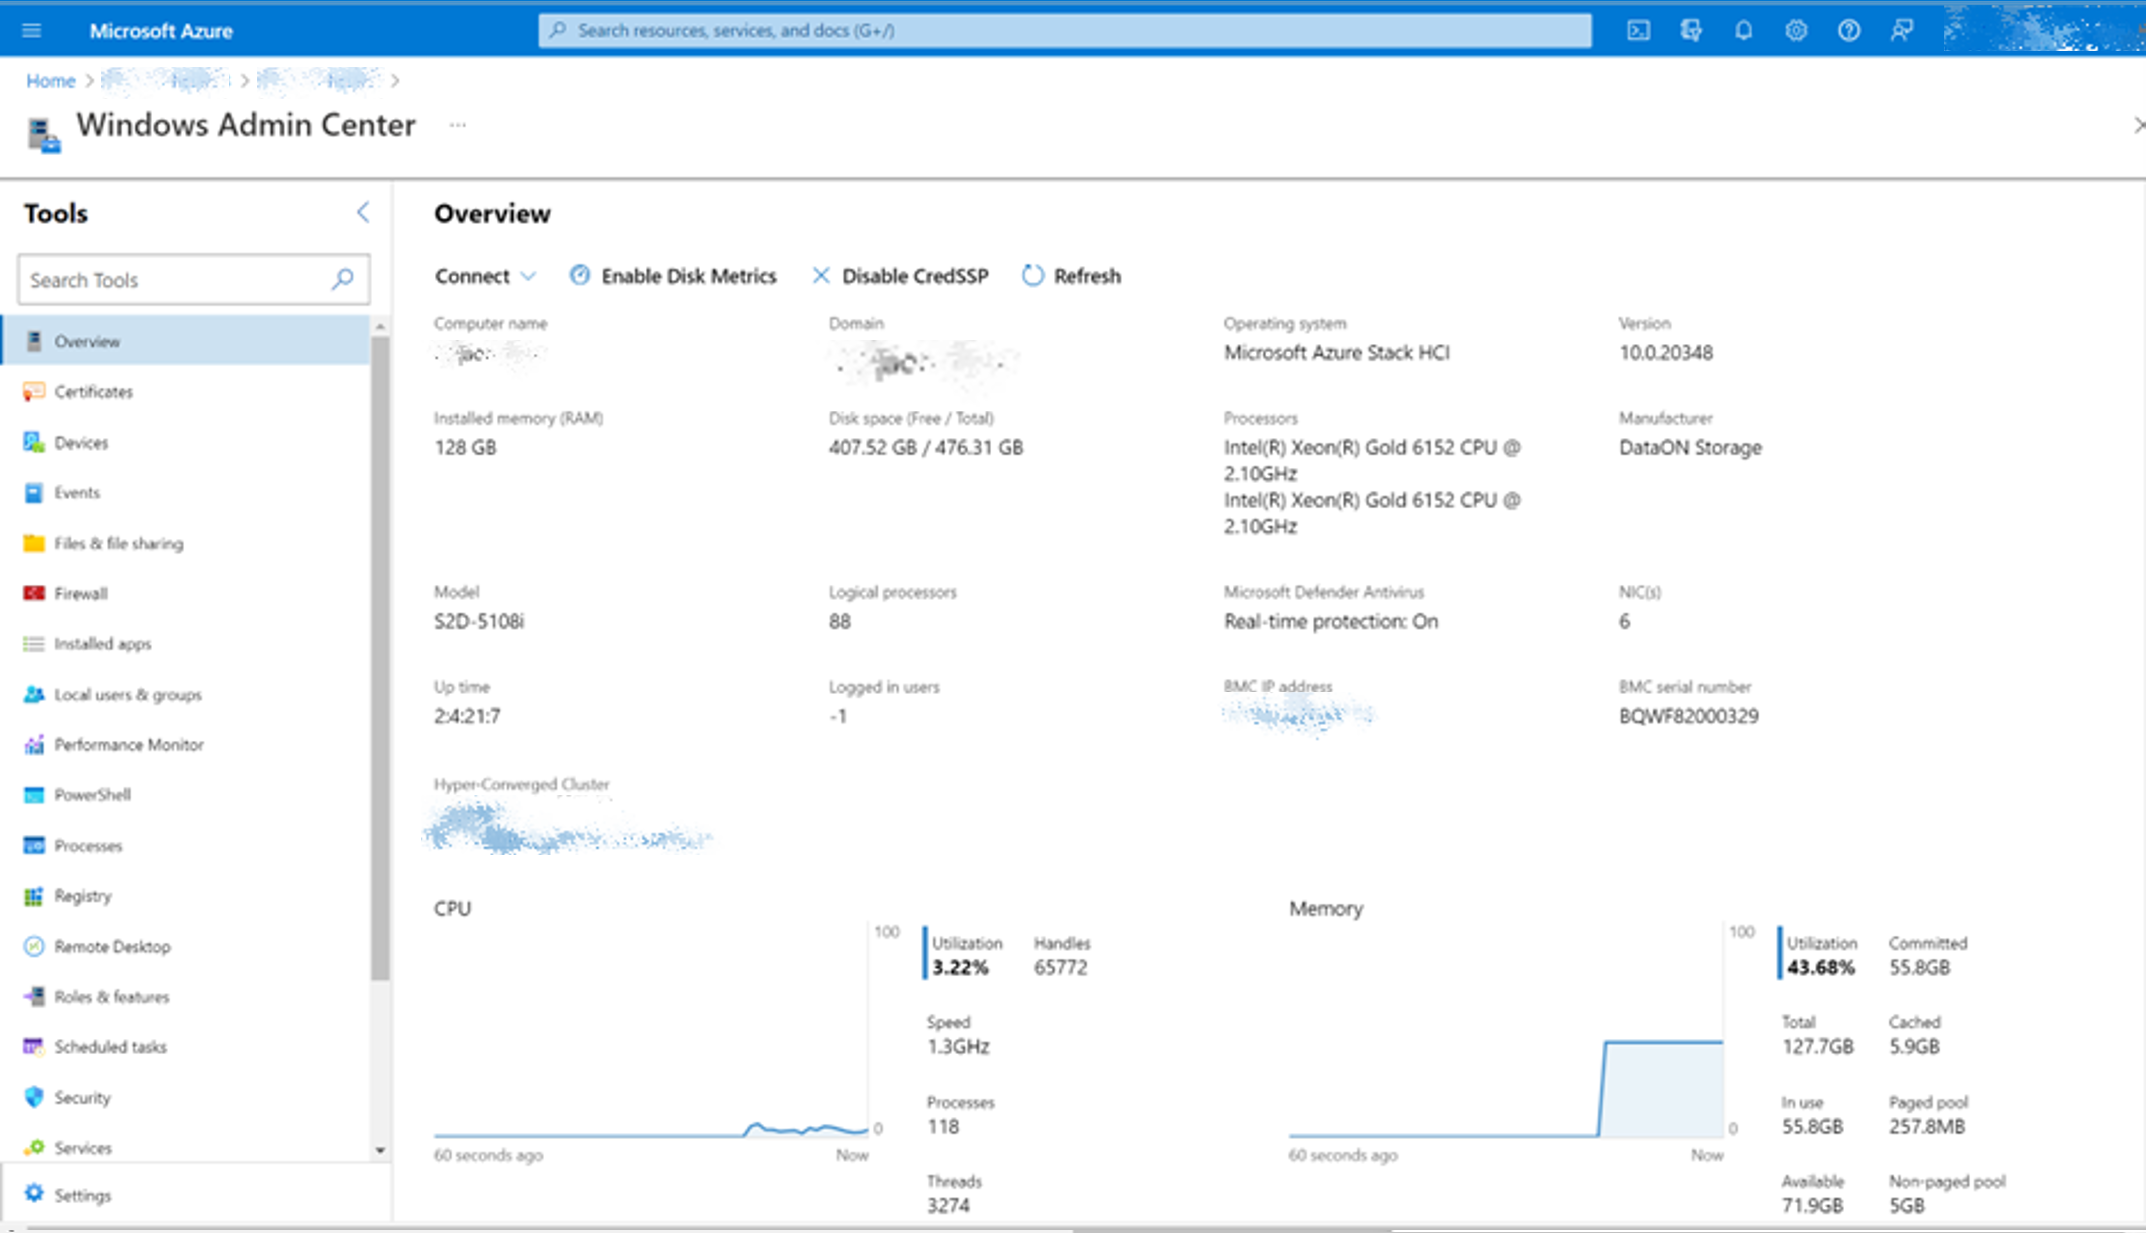 Microsoft Azure
Search resources, services, and docs (G+/)
Home
Windows Admin Center
...
Tools
Search Tools
Overview
Certificates
Devices
Events
Files & file sharing
Firewall
Installed apps
Local users & groups
Performance Monitor
PowerShell
Processes
Registry
Remote Desktop
Roles & features
Scheduled tasks
Security
Services
Settings
Overview
Connect Enable Disk Metrics Disable CredSSP Refresh
Computer name Domain Operating system Version
Microsoft Azure Stack HCI 10.0.20348
Installed memory (RAM) Disk space (Free / Total) Processors Manufacturer
128 GB 407.52 GB / 476.31 GB Intel(R) Xeon(R) Gold 6152 CPU @ DataON Storage
2.10GHz
Intel(R) Xeon(R) Gold 6152 CPU @
2.10GHz
Model Logical processors Microsoft Defender Antivirus NIC(s)
S2D-5108i 88 Real-time protection: On 6
Up time Logged in users BMC IP address BMC serial number
2:4:21:7 -1 BQWF82000329
Hyper-Converged Cluster
CPU
100
0
60 seconds ago Now
Utilization Handles
3.22% 65772
Speed
1.3GHz
Processes
118
Threads
3274
Memory
100
0
60 seconds ago Now
Utilization Committed
43.68% 55.8GB
Total Cached
127.7GB 5.9GB
In use Paged pool
55.8GB 257.8MB
Available Non-paged pool
71.9GB 5GB